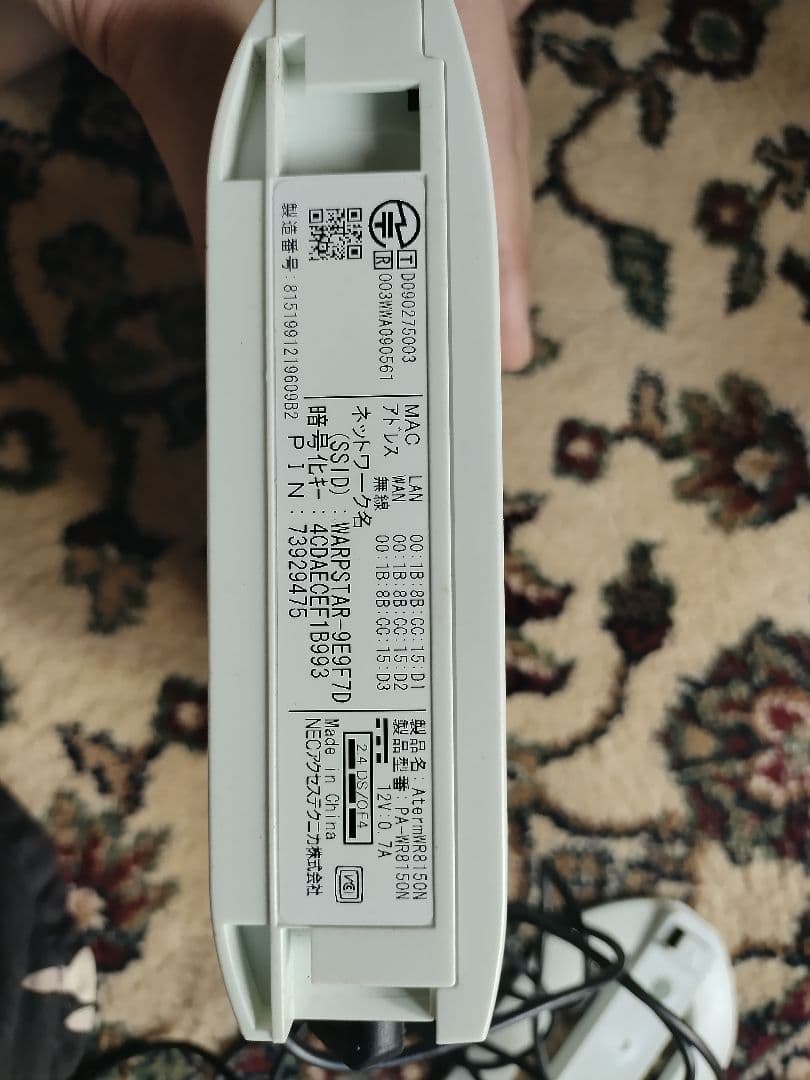 T D090275003
R 003WWA090561
製造番号:8151991219609B2
MAC
アドレス
LAN 00:1B:8B:CC:15:D1
WAN 00:1B:8B:CC:15:D2
無線 00:1B:8B:CC:15:D3
ネットワーク名
(SSID):WARPSTAR-9E9F7D
暗号化キー:4CDAECEF1B993
PIN:73929475
製品名:AtermWR8150N
製品型番:PA-WR8150N
12V:0.7A
2.4DS/OF4
Made in China
NECアクセステクニカ株式会社